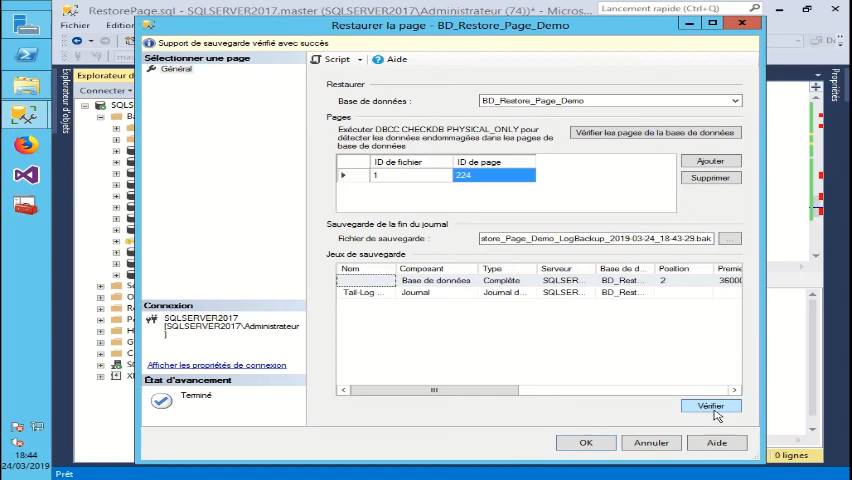 RestorePage.sql - SQLSERVER2017.master (SQLSERVER2017\Administrateur (74))* - Micros...
Lancement rapide (Ctrl+Q)
Fichier
Édition
Restaurer la page - BD_Restore_Page_Demo
Support de sauvegarde vérifié avec succès
Sélectionner une page
Général
Script
Aide
Restaurer
Base de données :
BD_Restore_Page_Demo
Pages
Exécuter DBCC CHECKDB PHYSICAL_ONLY pour
détecter les données endommagées dans les pages de
base de données
Vérifier les pages de la base de données
ID de fichier
ID de page
1
224
Ajouter
Supprimer
Sauvegarde de la fin du journal
Fichier de sauvegarde :
store_Page_Demo_LogBackup_2019-03-24_18-43-29.bak
...
Jeux de sauvegarde
Nom
Composant
Type
Serveur
Base de d...
Position
Premie
Base de données
Complète
SQLSER...
BD_Rest...
2
36000
Tail-Log ...
Journal
Journal d...
SQLSER...
BD_Rest...
Vérifier
OK
Annuler
Aide
Connexion
SQLSERVER2017
[SQLSERVER2017\Administrateur
]
Afficher les propriétés de connexion
État d'avancement
Terminé
Explorateur d'objets
Explorateur d
Connecter
SQLS
Ba
Propriétés
0 lignes
Prêt
18:44
24/03/2019